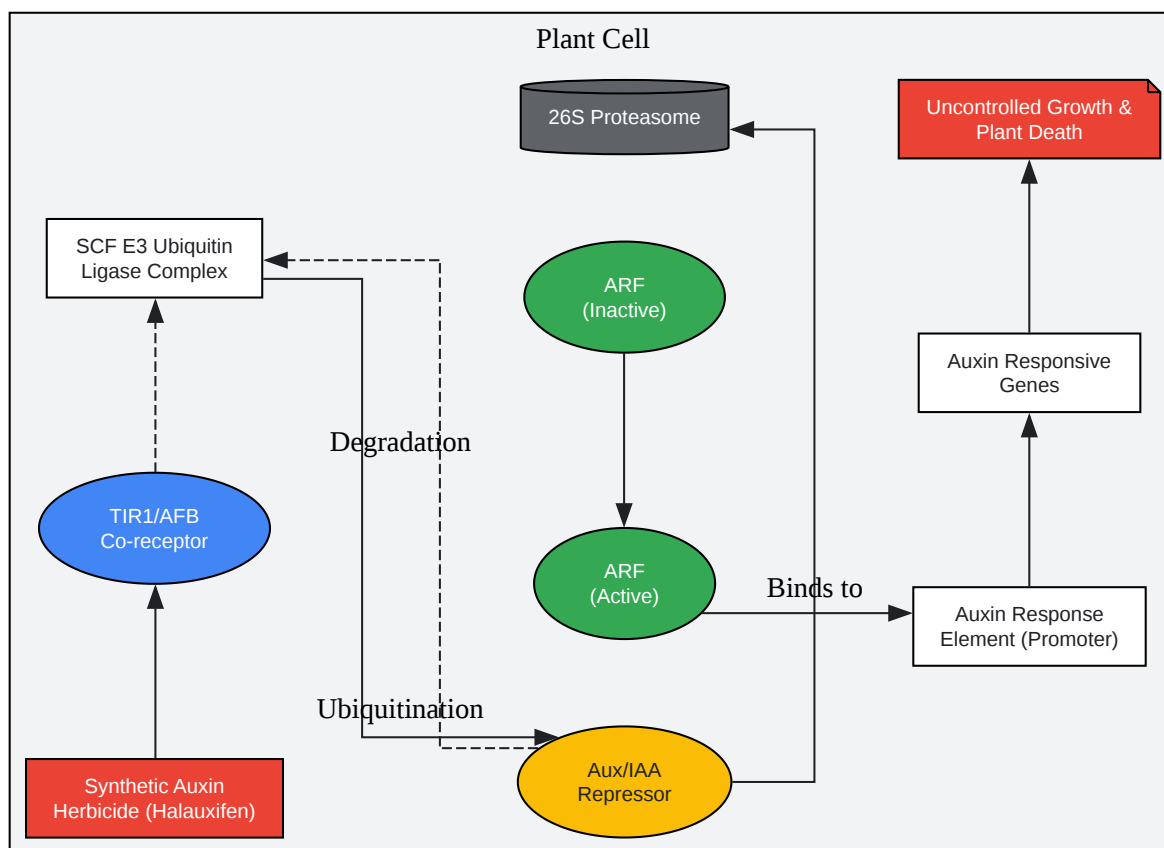 Plant Cell
26S Proteasome
Uncontrolled Growth &
Plant Death
SCF E3 Ubiquitin
Ligase Complex
ARF
(Inactive)
Auxin Responsive
Genes
Degradation
TIR1/AFB
Co-receptor
ARF
(Active)
Binds to
Auxin Response
Element (Promoter)
Ubiquitination
Synthetic Auxin
Herbicide (Halauxifen)
Aux/IAA
Repressor